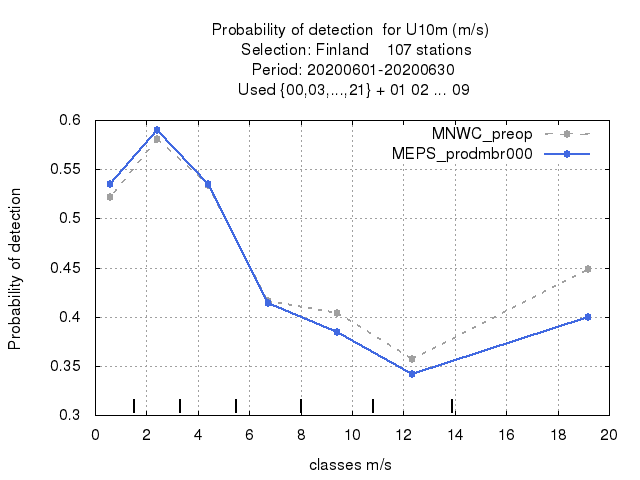 Probability of detection  for U10m (m/s)
Selection: Finland    107 stations
Period: 20200601-20200630
Used {00,03,...,21} + 01 02 ... 09
MNWC_preop
MEPS_prodmbr000
Probability of detection
0.6
0.55
0.5
0.45
0.4
0.35
0.3
0 2 4 6 8 10 12 14 16 18 20
classes m/s